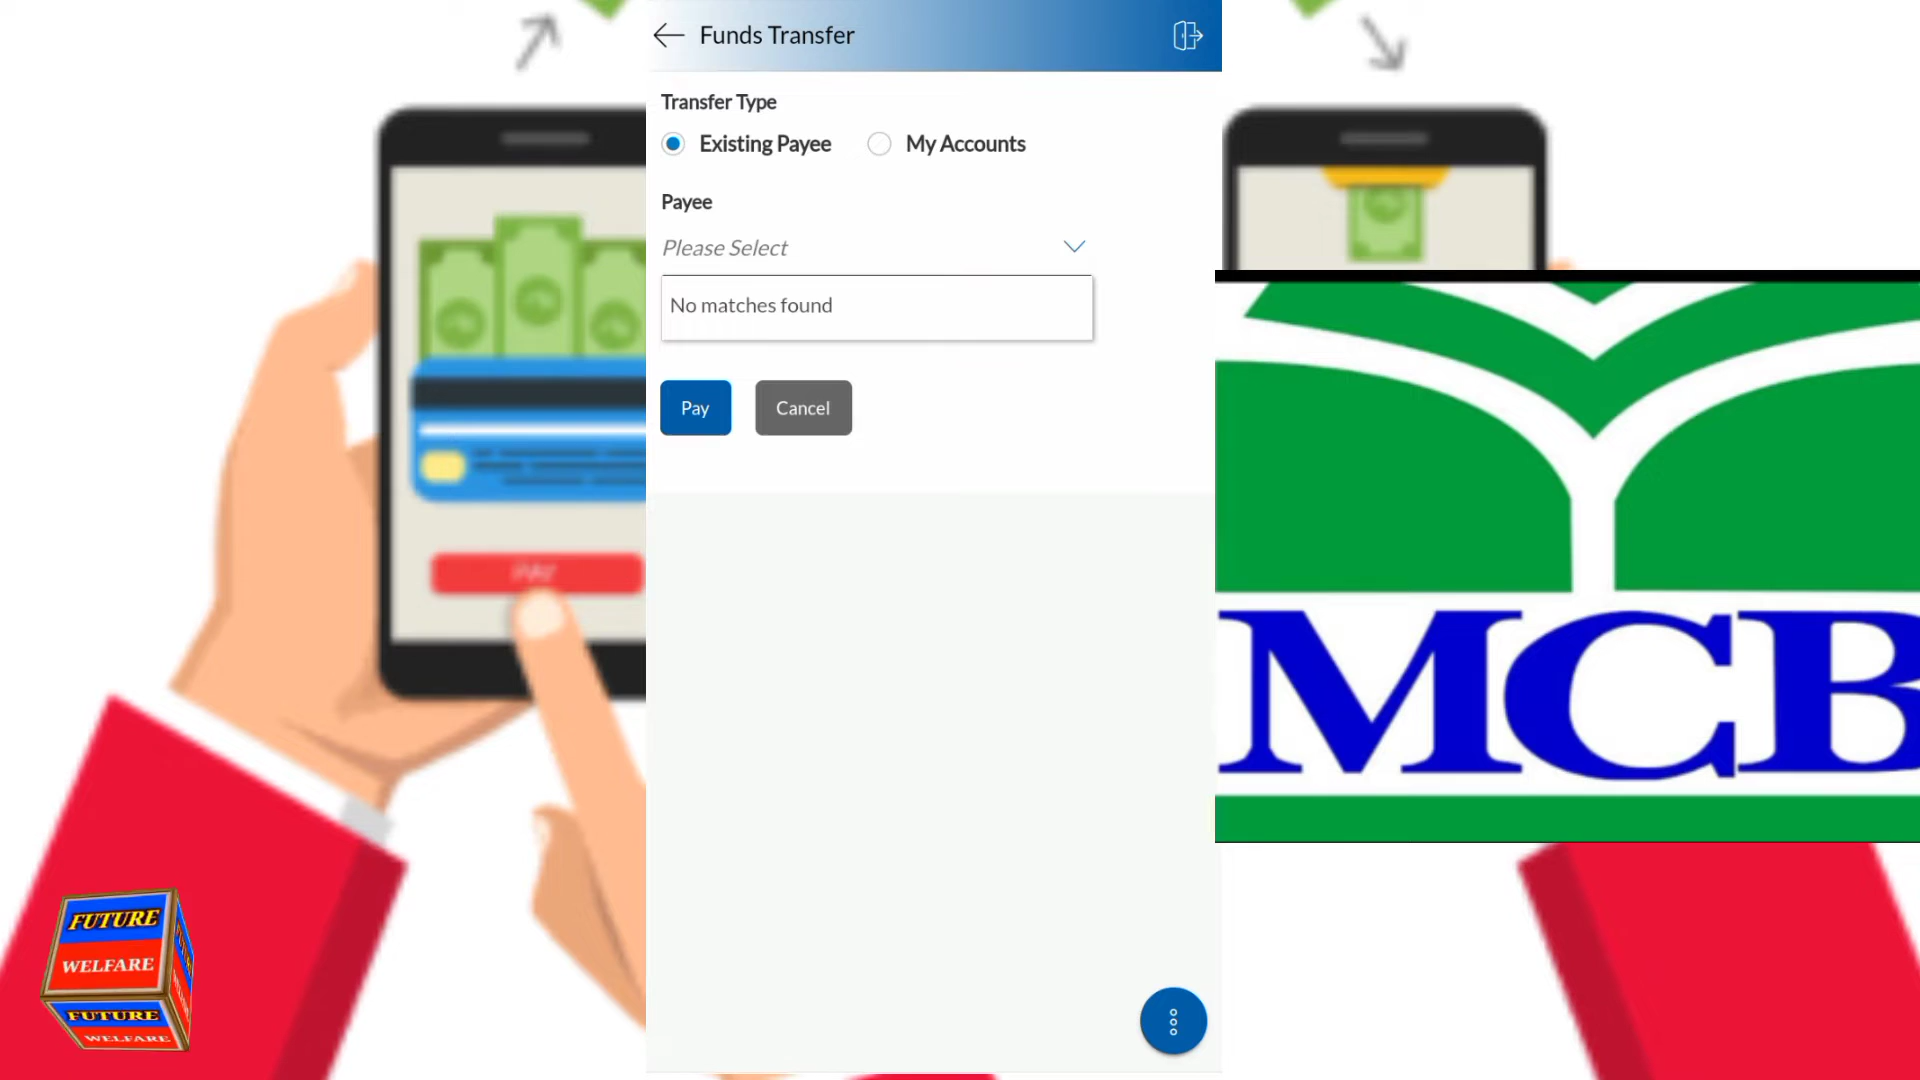 Funds Transfer
Transfer Type
Existing Payee
My Accounts
Payee
Please Select
No matches found
Pay
Cancel
PAY
MCB
FUTURE
WELFARE
FUTURE
WELFARE